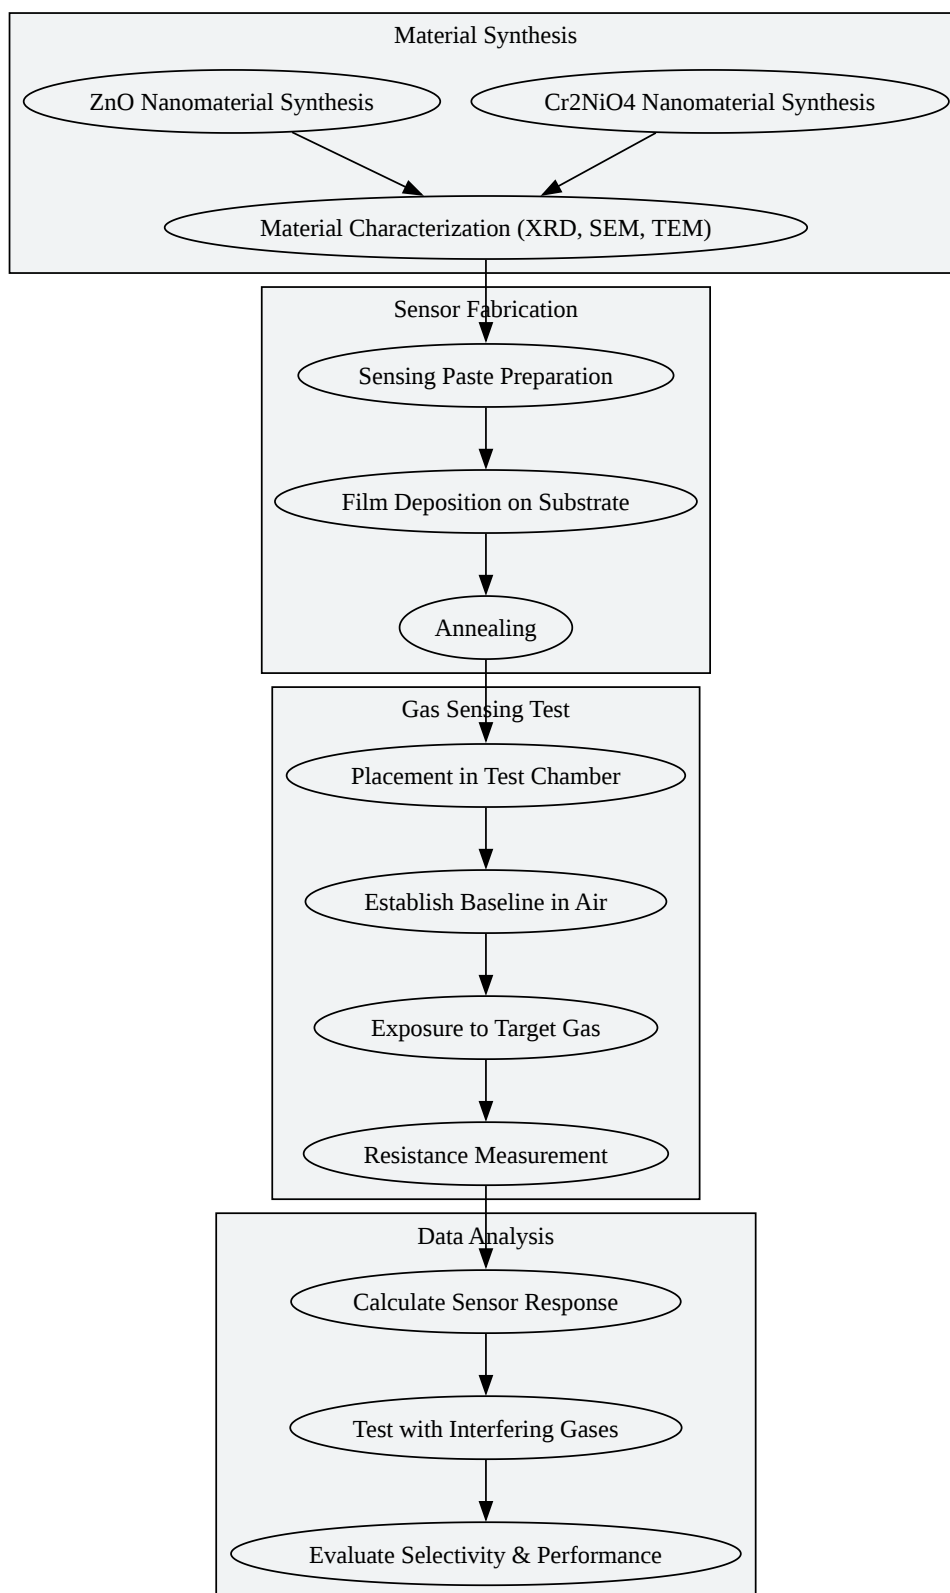 Material Synthesis
ZnO Nanomaterial Synthesis
Cr2NiO4 Nanomaterial Synthesis
Material Characterization (XRD, SEM, TEM)
Sensor Fabrication
Sensing Paste Preparation
Film Deposition on Substrate
Annealing
Gas Sensing Test
Placement in Test Chamber
Establish Baseline in Air
Exposure to Target Gas
Resistance Measurement
Data Analysis
Calculate Sensor Response
Test with Interfering Gases
Evaluate Selectivity & Performance